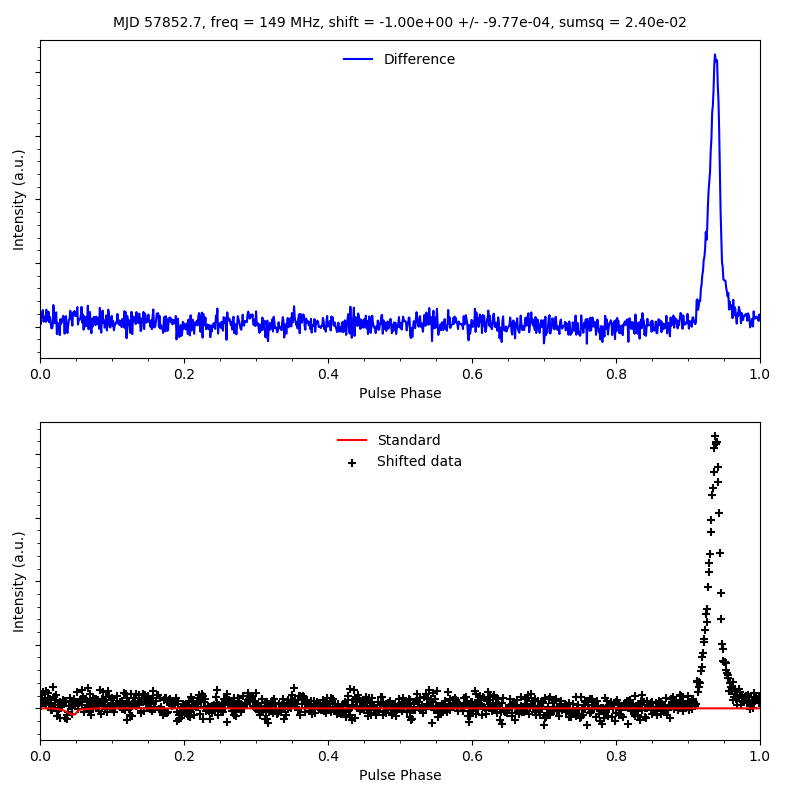 MJD 57852.7, freq = 149 MHz, shift = -1.00e+00 +/- -9.77e-04, sumsq = 2.40e-02
Difference
Intensity (a.u.)
0.0 0.2 0.4 0.6 0.8 1.0
Pulse Phase
Standard
Shifted data
Intensity (a.u.)
0.0 0.2 0.4 0.6 0.8 1.0
Pulse Phase